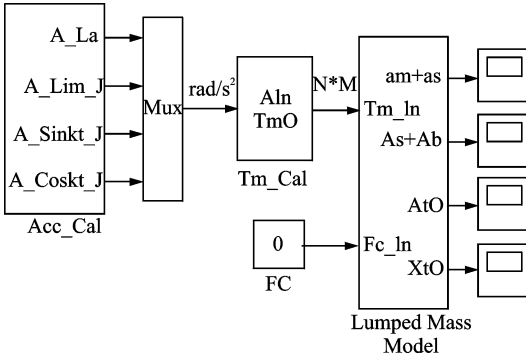 A_La
A_Lim_J
A_Sinkt_J
A_Coskt_J
Acc_Cal
Mux
rad/s²
Aln
TmO
Tm_Cal
N*M
0
FC
am+as
Tm_ln
As+Ab
AtO
Fc_ln
XtO
Lumped Mass
Model